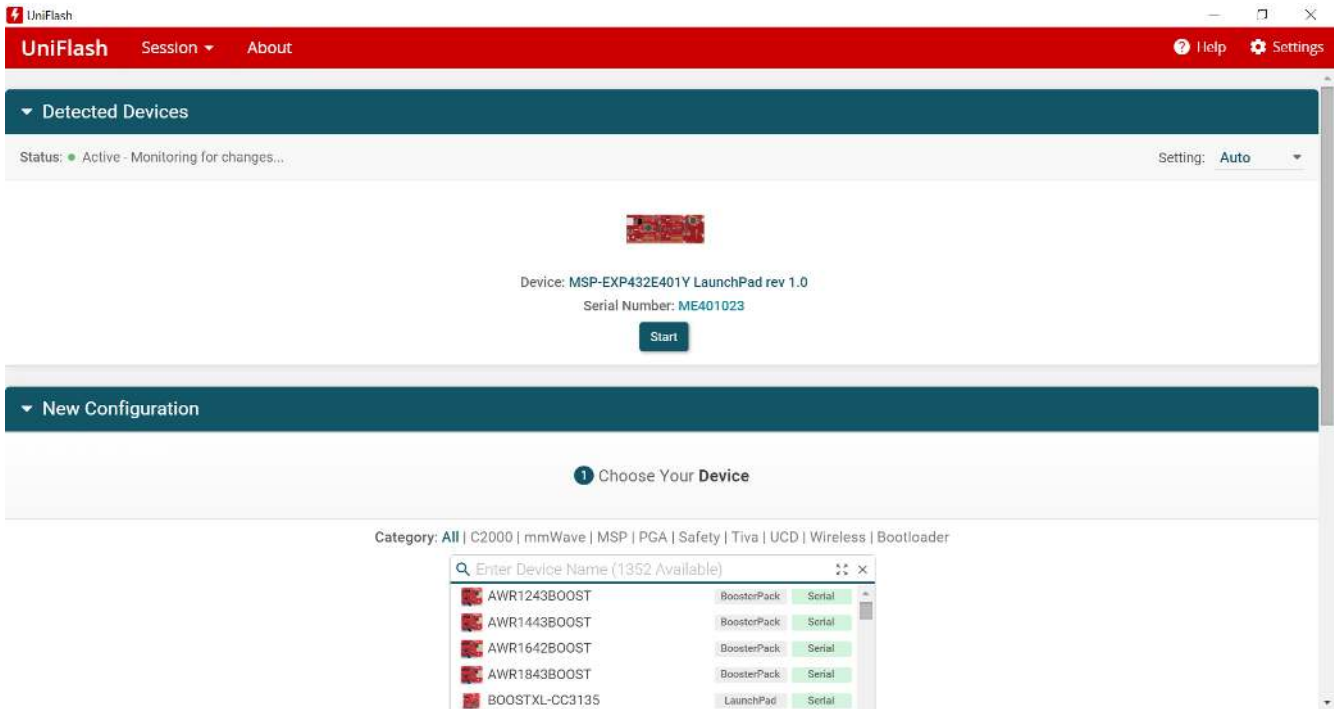 UniFlash
UniFlash Session About Help Settings
Detected Devices
Status: Active - Monitoring for changes... Setting: Auto
Device: MSP-EXP432E401Y LaunchPad rev 1.0
Serial Number: ME401023
Start
New Configuration
1 Choose Your Device
Category: All | C2000 | mmWave | MSP | PGA | Safety | Tiva | UCD | Wireless | Bootloader
Enter Device Name (1352 Available)
AWR1243BOOST BoosterPack Serial
AWR1443BOOST BoosterPack Serial
AWR1642BOOST BoosterPack Serial
AWR1843BOOST BoosterPack Serial
BOOSTXL-CC3135 LaunchPad Serial